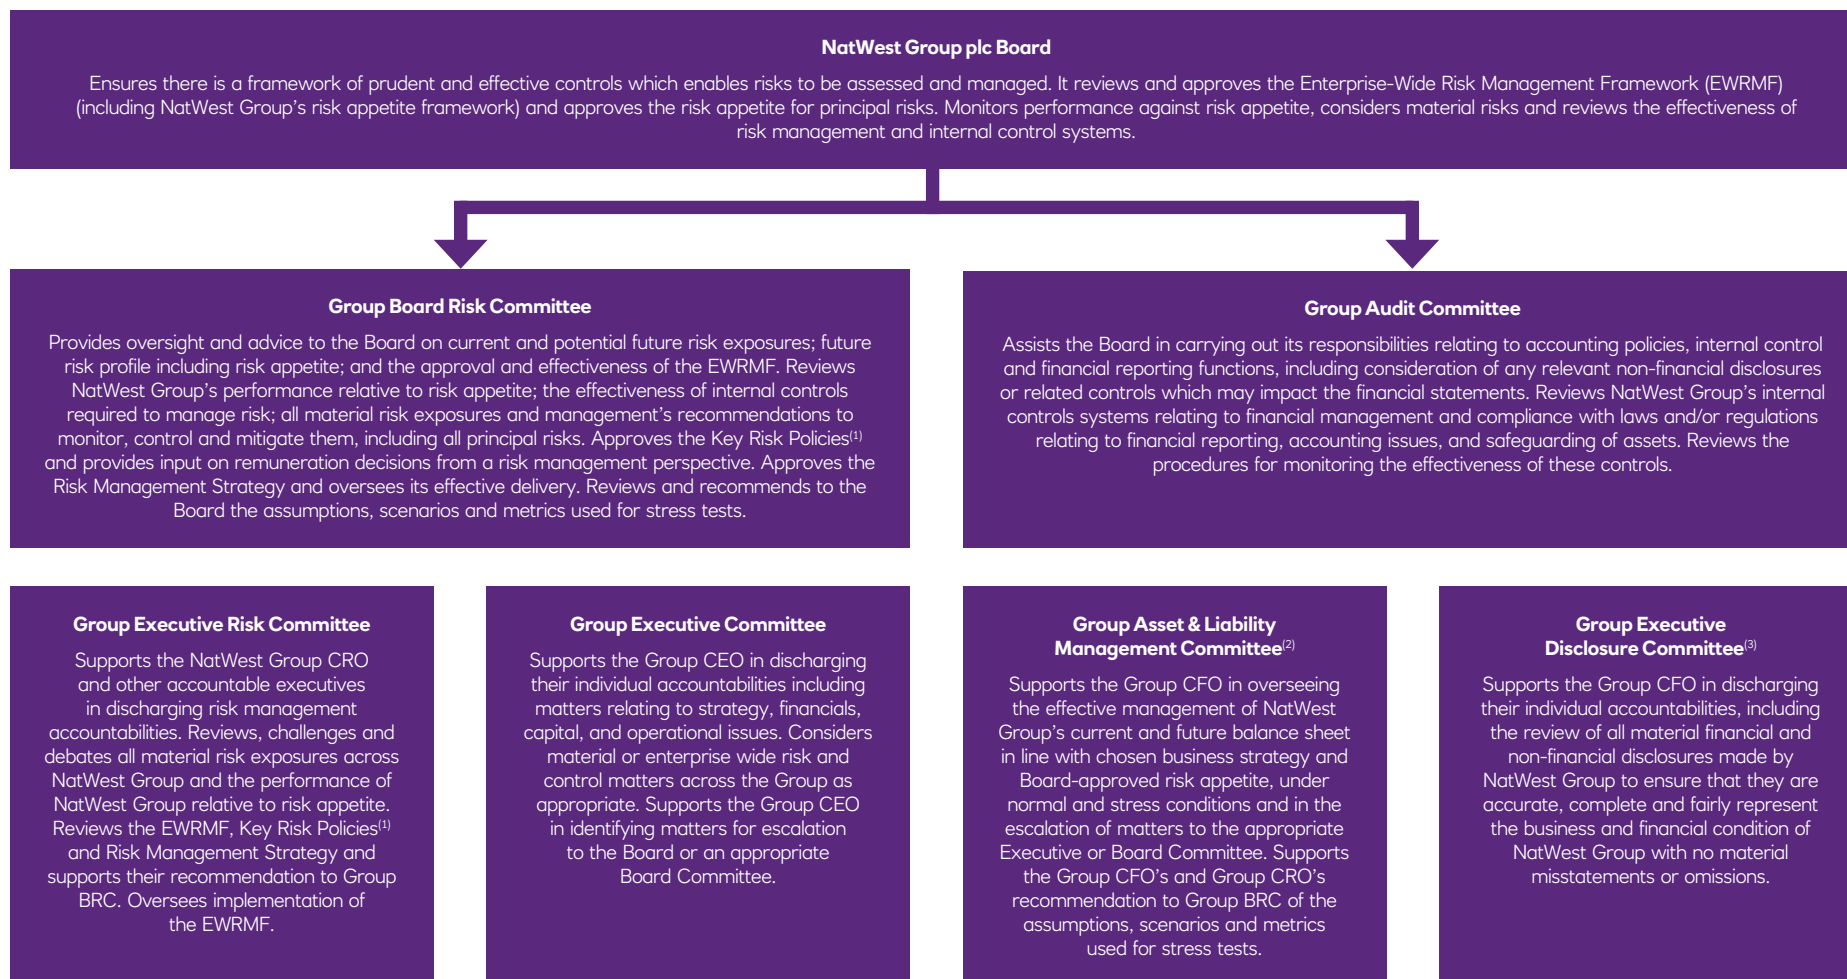 NatWest Group plc Board
Ensures there is a framework of prudent and effective controls which enables risks to be assessed and managed. It reviews and approves the Enterprise-Wide Risk Management Framework (EWRMF)
(including NatWest Group's risk appetite framework) and approves the risk appetite for principal risks. Monitors performance against risk appetite, considers material risks and reviews the effectiveness of
risk management and internal control systems.
Group Board Risk Committee
Provides oversight and advice to the Board on current and potential future risk exposures; future
risk profile including risk appetite; and the approval and effectiveness of the EWRMF. Reviews
NatWest Group's performance relative to risk appetite; the effectiveness of internal controls
required to manage risk; all material risk exposures and management's recommendations to
monitor, control and mitigate them, including all principal risks. Approves the Key Risk Policies(1)
and provides input on remuneration decisions from a risk management perspective. Approves the
Risk Management Strategy and oversees its effective delivery. Reviews and recommends to the
Board the assumptions, scenarios and metrics used for stress tests.
Group Audit Committee
Assists the Board in carrying out its responsibilities relating to accounting policies, internal control
and financial reporting functions, including consideration of any relevant non-financial disclosures
or related controls which may impact the financial statements. Reviews NatWest Group's internal
controls systems relating to financial management and compliance with laws and/or regulations
relating to financial reporting, accounting issues, and safeguarding of assets. Reviews the
procedures for monitoring the effectiveness of these controls.
Group Executive Risk Committee
Supports the NatWest Group CRO
and other accountable executives
in discharging risk management
accountabilities. Reviews, challenges and
debates all material risk exposures across
NatWest Group and the performance of
NatWest Group relative to risk appetite.
Reviews the EWRMF, Key Risk Policies(1)
and Risk Management Strategy and
supports their recommendation to Group
BRC. Oversees implementation of
the EWRMF.
Group Executive Committee
Supports the Group CEO in discharging
their individual accountabilities including
matters relating to strategy, financials,
capital, and operational issues. Considers
material or enterprise wide risk and
control matters across the Group as
appropriate. Supports the Group CEO
in identifying matters for escalation
to the Board or an appropriate
Board Committee.
Group Asset & Liability
Management Committee(2)
Supports the Group CFO in overseeing
the effective management of NatWest
Group's current and future balance sheet
in line with chosen business strategy and
Board-approved risk appetite, under
normal and stress conditions and in the
escalation of matters to the appropriate
Executive or Board Committee. Supports
the Group CFO's and Group CRO's
recommendation to Group BRC of the
assumptions, scenarios and metrics
used for stress tests.
Group Executive
Disclosure Committee(3)
Supports the Group CFO in discharging
their individual accountabilities, including
the review of all material financial and
non-financial disclosures made by
NatWest Group to ensure that they are
accurate, complete and fairly represent
the business and financial condition of
NatWest Group with no material
misstatements or omissions.